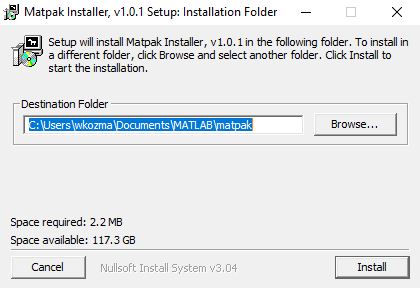 Matpak Installer, v1.0.1 Setup: Installation Folder
Setup will install Matpak Installer, v1.0.1 in the following folder. To install in
a different folder, click Browse and select another folder. Click Install to
start the installation.
Destination Folder
C:\Users\wkozma\Documents\MATLAB\matpak
Browse...
Space required: 2.2 MB
Space available: 117.3 GB
Cancel
Nullsoft Install System v3.04
Install